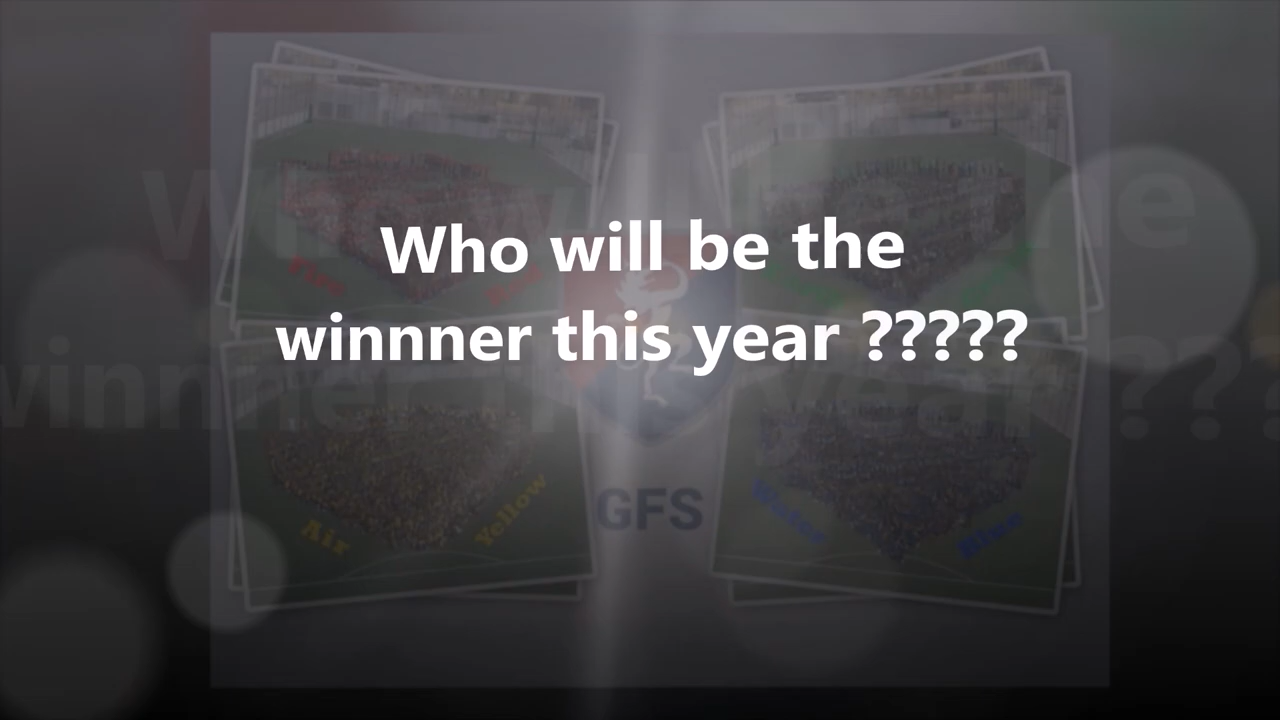 Who will be the
winnner this year ?????
Fire
Red
GFS
Air
Yellow
Water
Blue